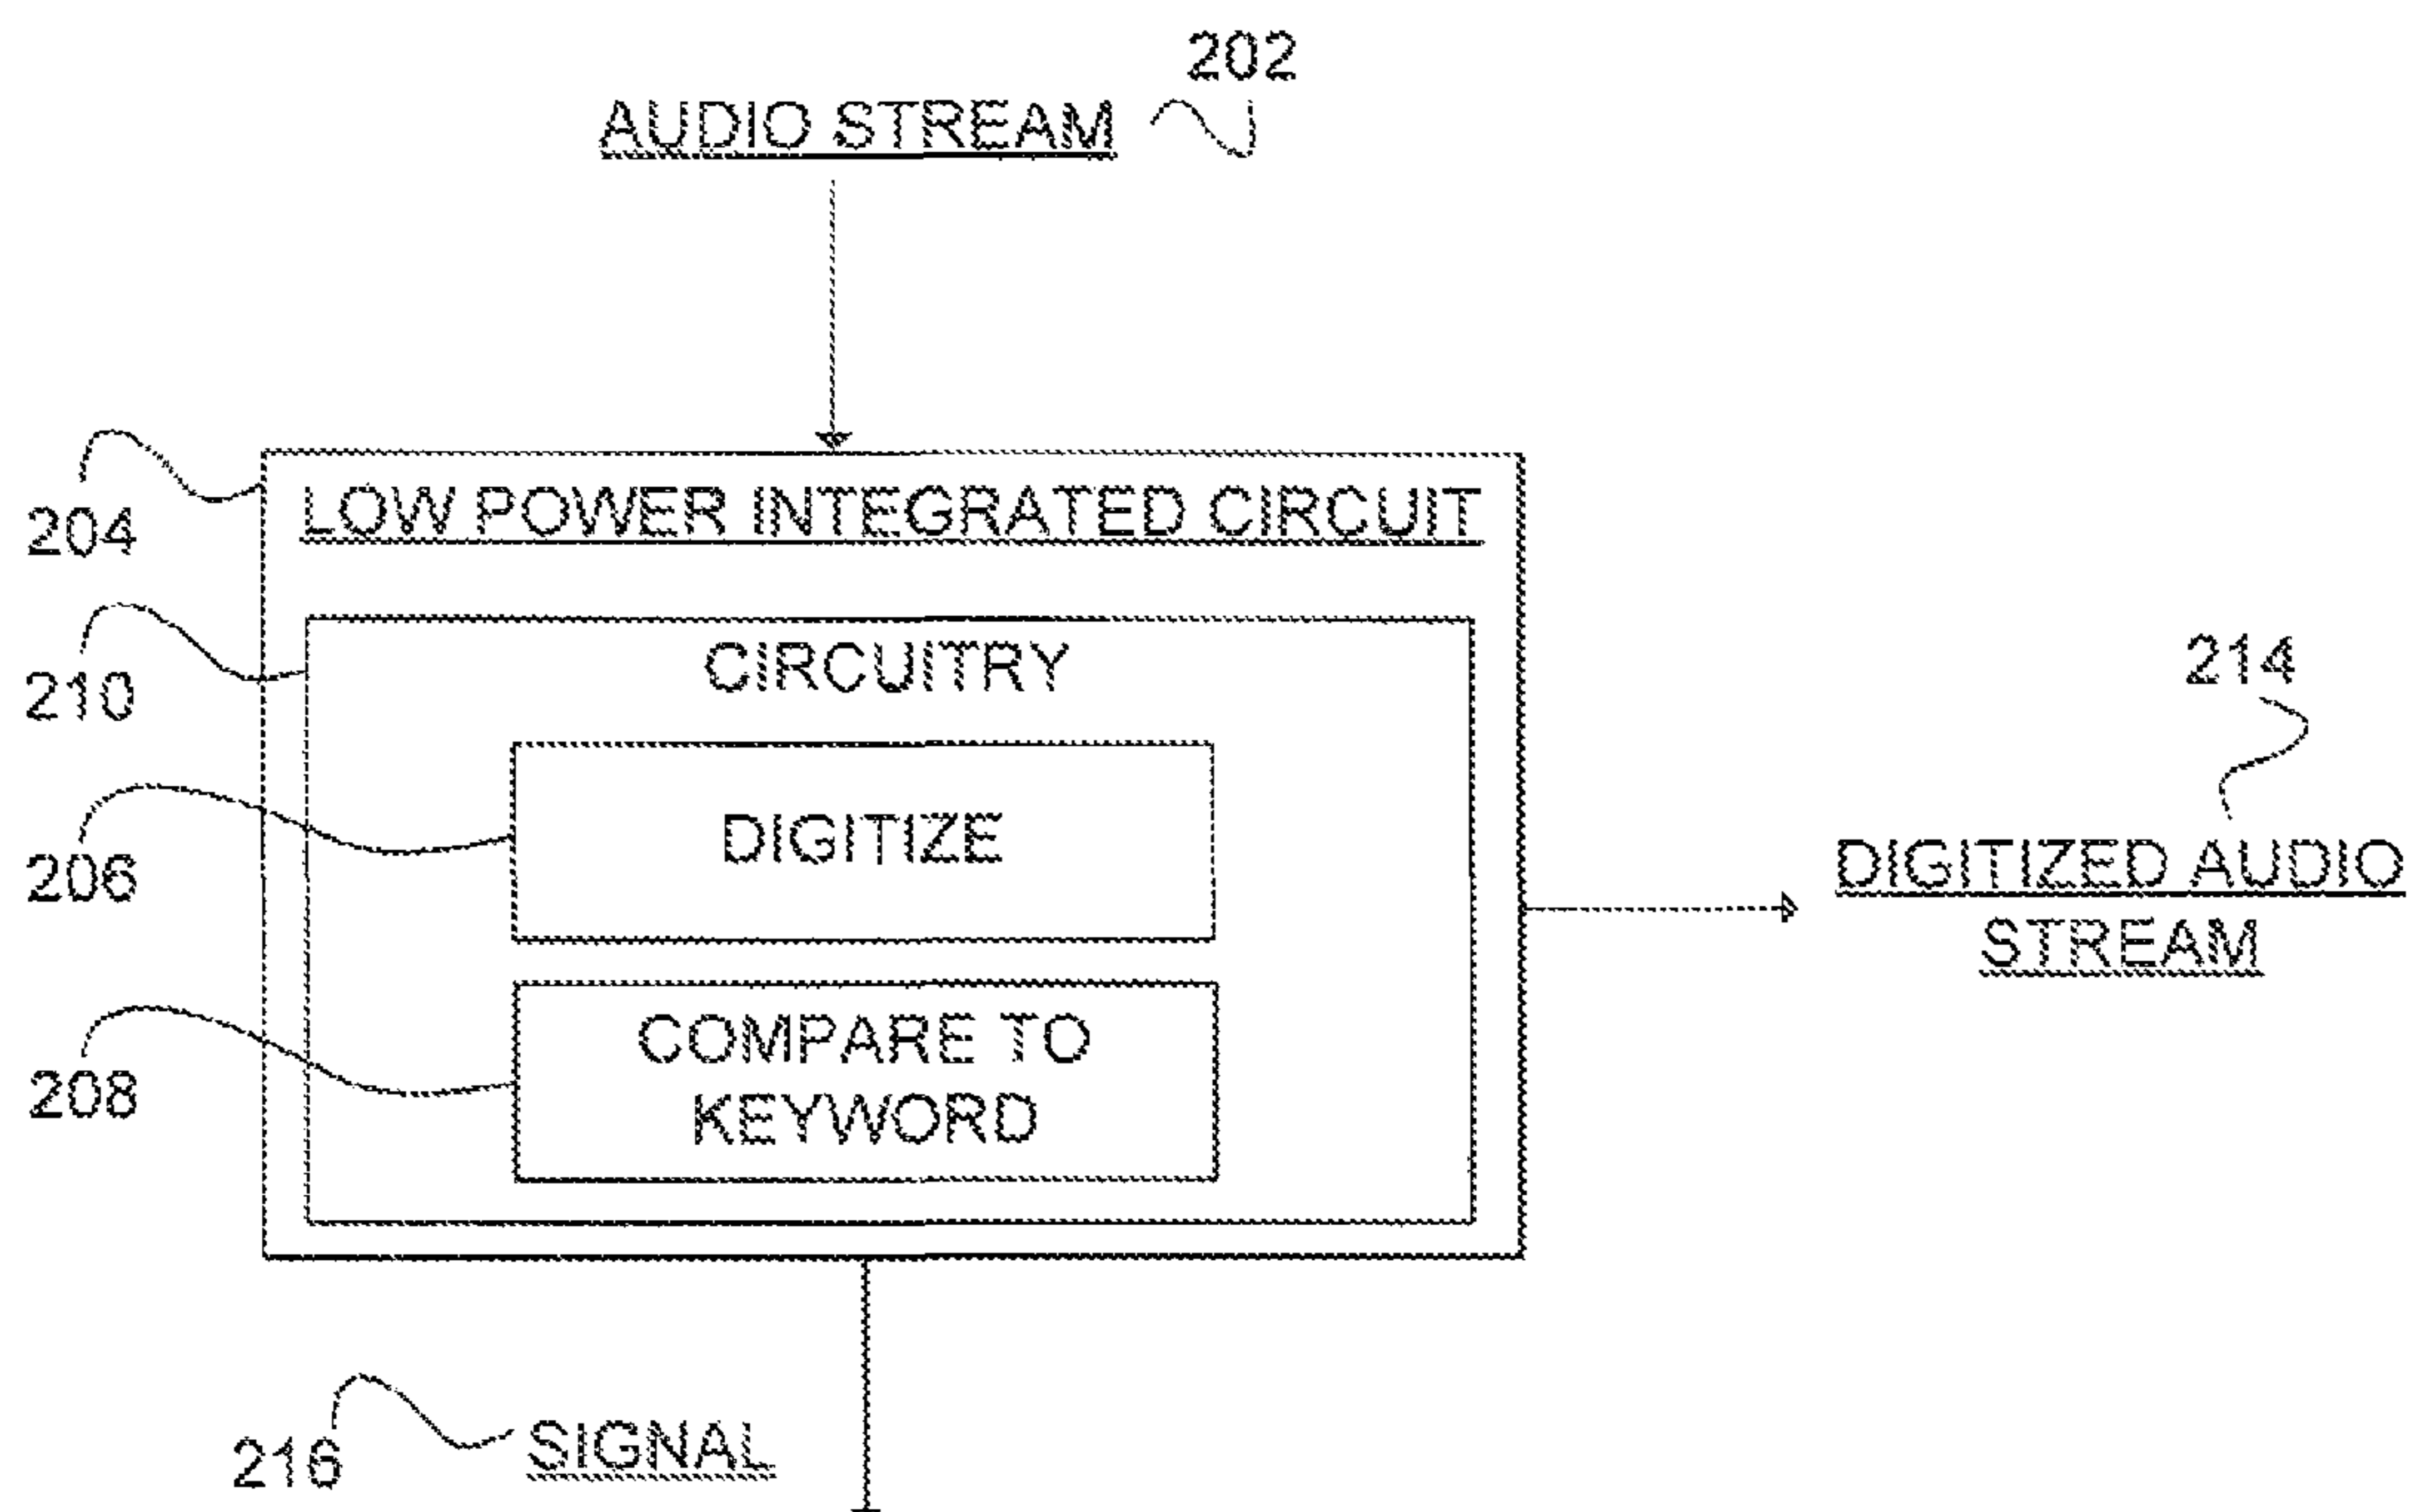 202
AUDIO STREAM
204
LOW POWER INTEGRATED CIRCUIT
210
CIRCUITRY
214
206
DIGITIZE
DIGITIZED AUDIO
STREAM
208
COMPARE TO
KEYWORD
216
SIGNAL